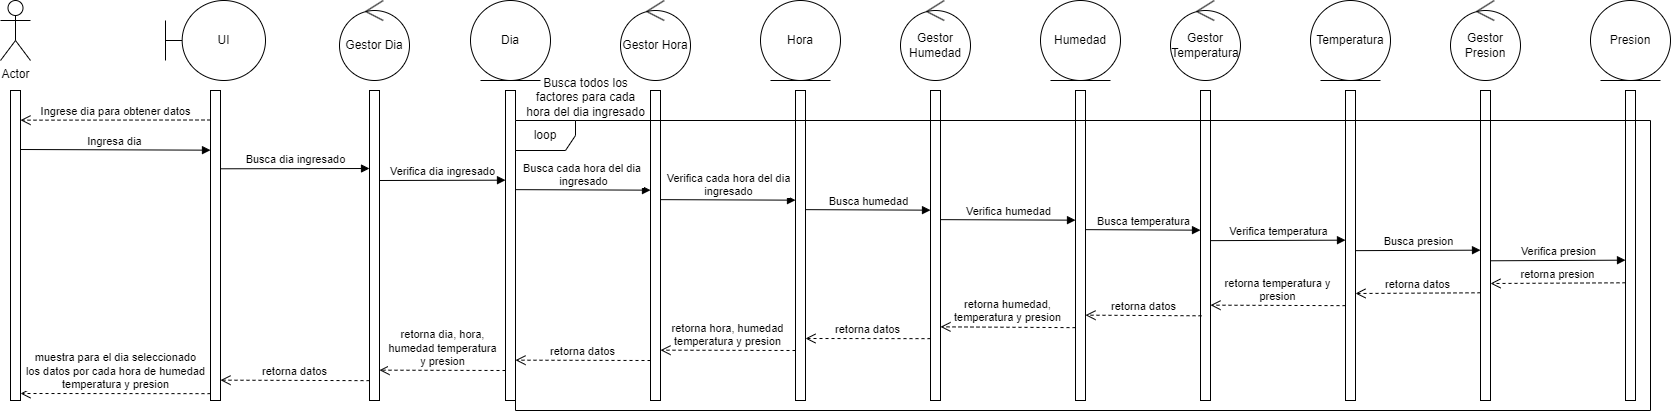 Actor
UI
Gestor Dia
Dia
Gestor Hora
Hora
Gestor
Humedad
Humedad
Gestor
Temperatura
Temperatura
Gestor
Presion
Presion
Busca todos los
factores para cada
hora del dia ingresado
loop
Ingrese dia para obtener datos
Ingresa dia
Busca dia ingresado
Verifica dia ingresado
Busca cada hora del dia
ingresado
Verifica cada hora del dia
ingresado
Busca humedad
Verifica humedad
Busca temperatura
Verifica temperatura
Busca presion
Verifica presion
retorna presion
retorna datos
retorna temperatura y
presion
retorna datos
retorna humedad,
temperatura y presion
retorna datos
retorna hora, humedad
temperatura y presion
retorna datos
retorna dia, hora,
humedad temperatura
y presion
retorna datos
muestra para el dia seleccionado
los datos por cada hora de humedad
temperatura y presion